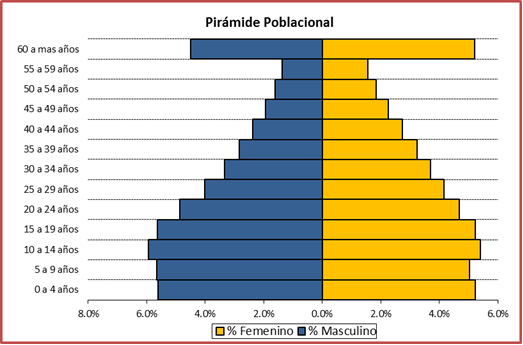 Pirámide Poblacional
60 a mas años
55 a 59 años
50 a 54 años
45 a 49 años
40 a 44 años
35 a 39 años
30 a 34 años
25 a 29 años
20 a 24 años
15 a 19 años
10 a 14 años
5 a 9 años
0 a 4 años
8.0% 6.0% 4.0% 2.0% 0.0% 2.0% 4.0% 6.0%
% Femenino % Masculino